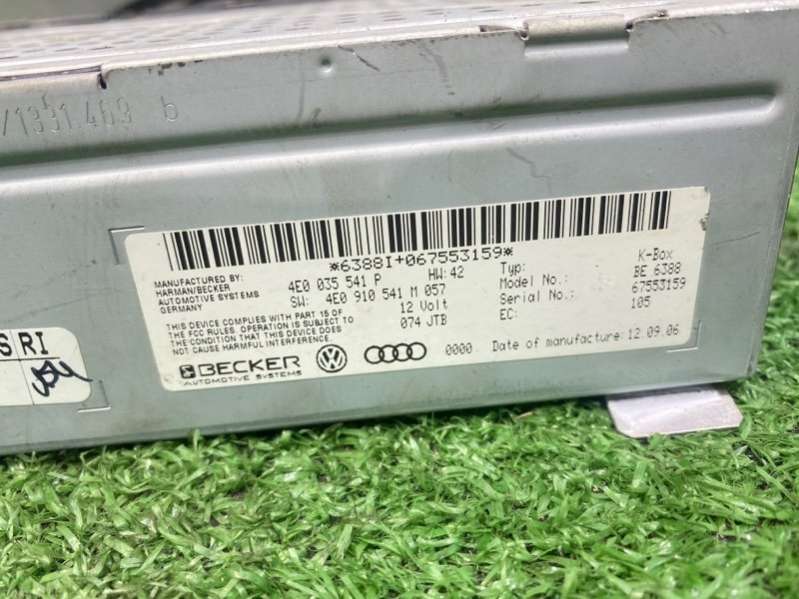 /1331.463 b
*6388I+067553159*
MANUFACTURED BY:
HARMAN/BECKER
AUTOMOTIVE SYSTEMS
GERMANY
4E0 035 541 P HW: 42
SW: 4E0 910 541 M 057
12 Volt
074 JTB
Typ: K-Box
Model No.: BE 6388
Serial No.: 67553159
EC: 105
THIS DEVICE COMPLIES WITH PART 15 OF
THE FCC RULES. OPERATION IS SUBJECT TO
THE CONDITION THAT THIS DEVICE DOES
NOT CAUSE HARMFUL INTERFERENCE.
BECKER
AUTOMOTIVE SYSTEMS
0000 Date of manufacture: 12.09.06
S RI